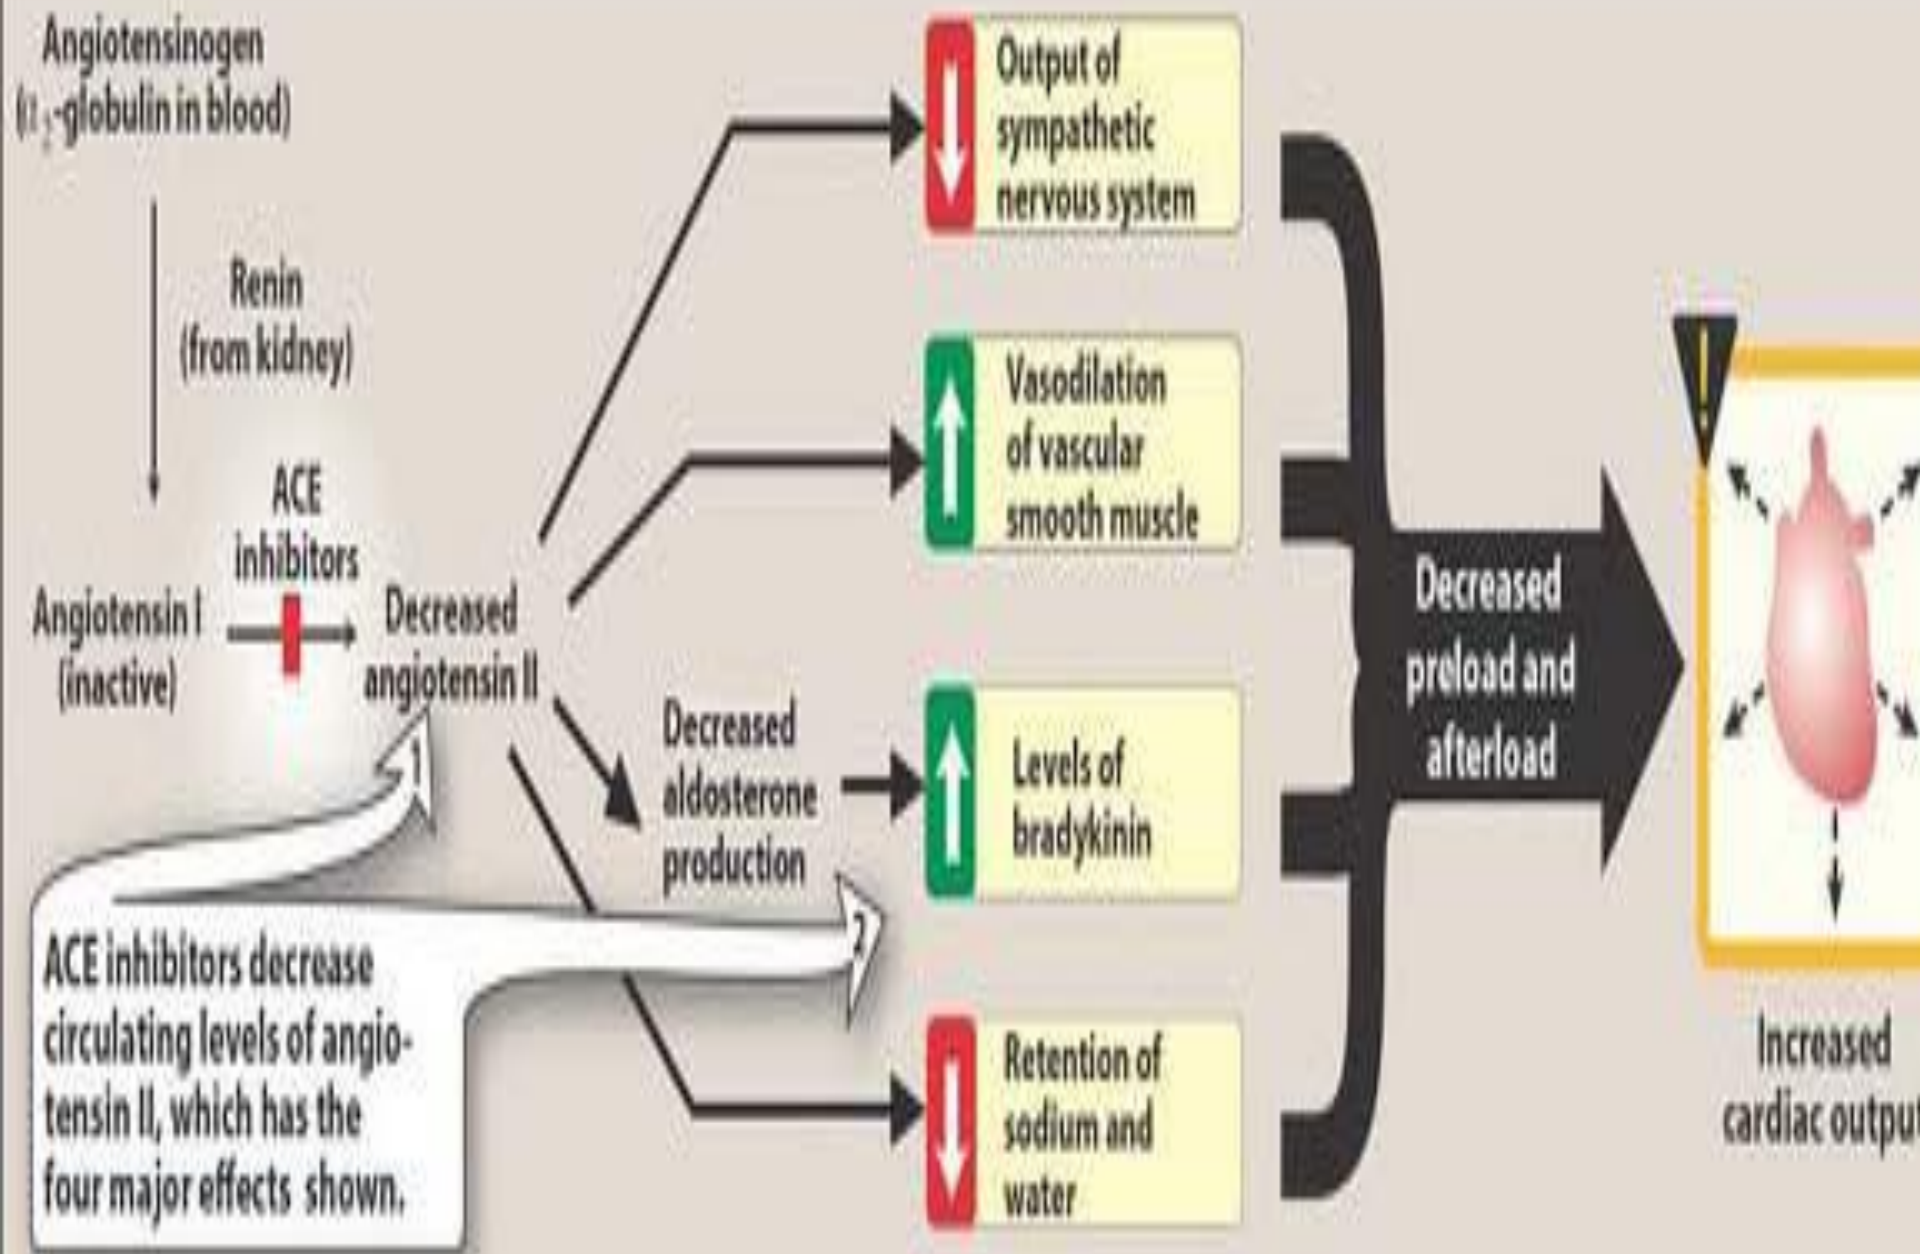 Angiotensinogen
(α₂-globulin in blood)
Renin
(from kidney)
ACE
inhibitors
Angiotensin I
(inactive)
Decreased
angiotensin II
Decreased
aldosterone
production
1
2
ACE inhibitors decrease
circulating levels of angio-
tensin II, which has the
four major effects shown.
Output of
sympathetic
nervous system
Vasodilation
of vascular
smooth muscle
Levels of
bradykinin
Retention of
sodium and
water
Decreased
preload and
afterload
!
Increased
cardiac output